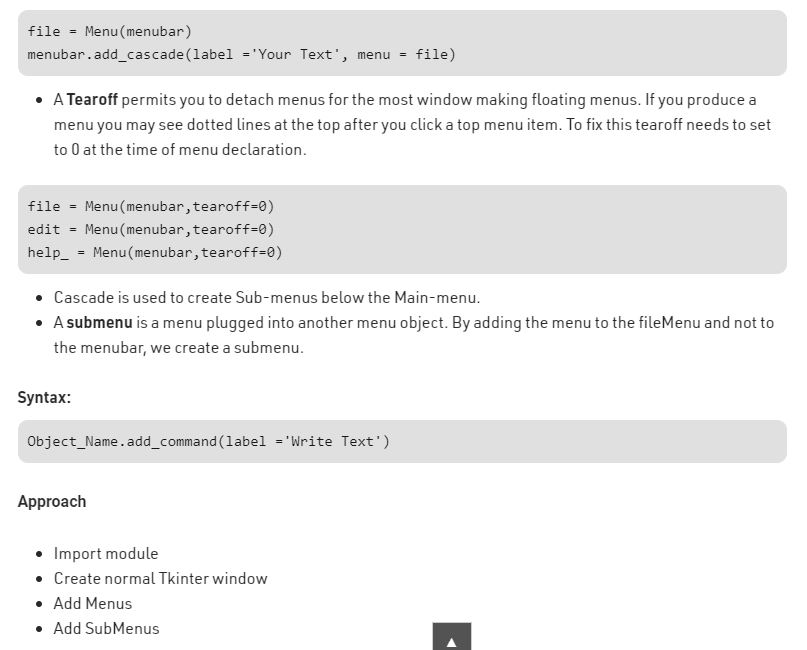 file = Menu(menubar)
menubar.add_cascade(label ='Your Text', menu = file)
A Tearoff permits you to detach menus for the most window making floating menus. If you produce a
menu you may see dotted lines at the top after you click a top menu item. To fix this tearoff needs to set
to 0 at the time of menu declaration.
file = Menu(menubar,tearoff=0)
edit = Menu(menubar,tearoff=0)
help_ = Menu(menubar,tearoff=0)
Cascade is used to create Sub-menus below the Main-menu.
A submenu is a menu plugged into another menu object. By adding the menu to the fileMenu and not to
the menubar, we create a submenu.
Syntax:
Object_Name.add_command(label ='Write Text')
Approach
Import module
Create normal Tkinter window
Add Menus
Add SubMenus